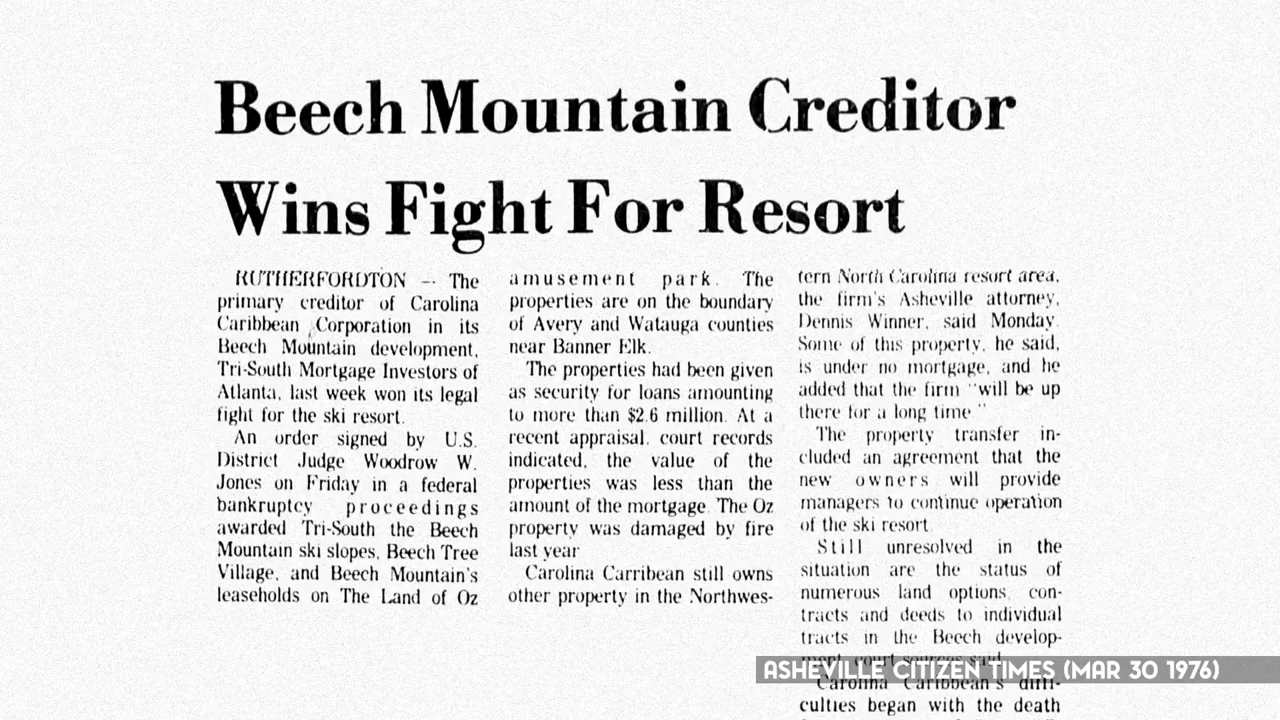 Beech Mountain Creditor
Wins Fight For Resort
RUTHERFORDTON — The
primary creditor of Carolina
Caribbean Corporation in its
Beech Mountain development,
Tri-South Mortgage Investors of
Atlanta, last week won its legal
fight for the ski resort.
An order signed by U.S.
District Judge Woodrow W.
Jones on Friday in a federal
bankruptcy proceedings
awarded Tri-South the Beech
Mountain ski slopes, Beech Tree
Village, and Beech Mountain's
leaseholds on The Land of Oz
amusement park. The
properties are on the boundary
of Avery and Watauga counties
near Banner Elk.
The properties had been given
as security for loans amounting
to more than $2.6 million. At a
recent appraisal, court records
indicated, the value of the
properties was less than the
amount of the mortgage. The Oz
property was damaged by fire
last year
Carolina Carribean still owns
other property in the Northwes-
tern North Carolina resort area,
the firm's Asheville attorney,
Dennis Winner, said Monday.
Some of this property, he said,
is under no mortgage, and he
added that the firm "will be up
there for a long time"
The property transfer in-
cluded an agreement that the
new owners will provide
managers to continue operation
of the ski resort.
Still unresolved in the
situation are the status of
numerous land options, con-
tracts and deeds to individual
tracts in the Beech develop-
ment, court sources said.
Carolina Caribbean's diffi-
culties began with the death
ASHEVILLE CITIZEN TIMES (MAR 30 1976)